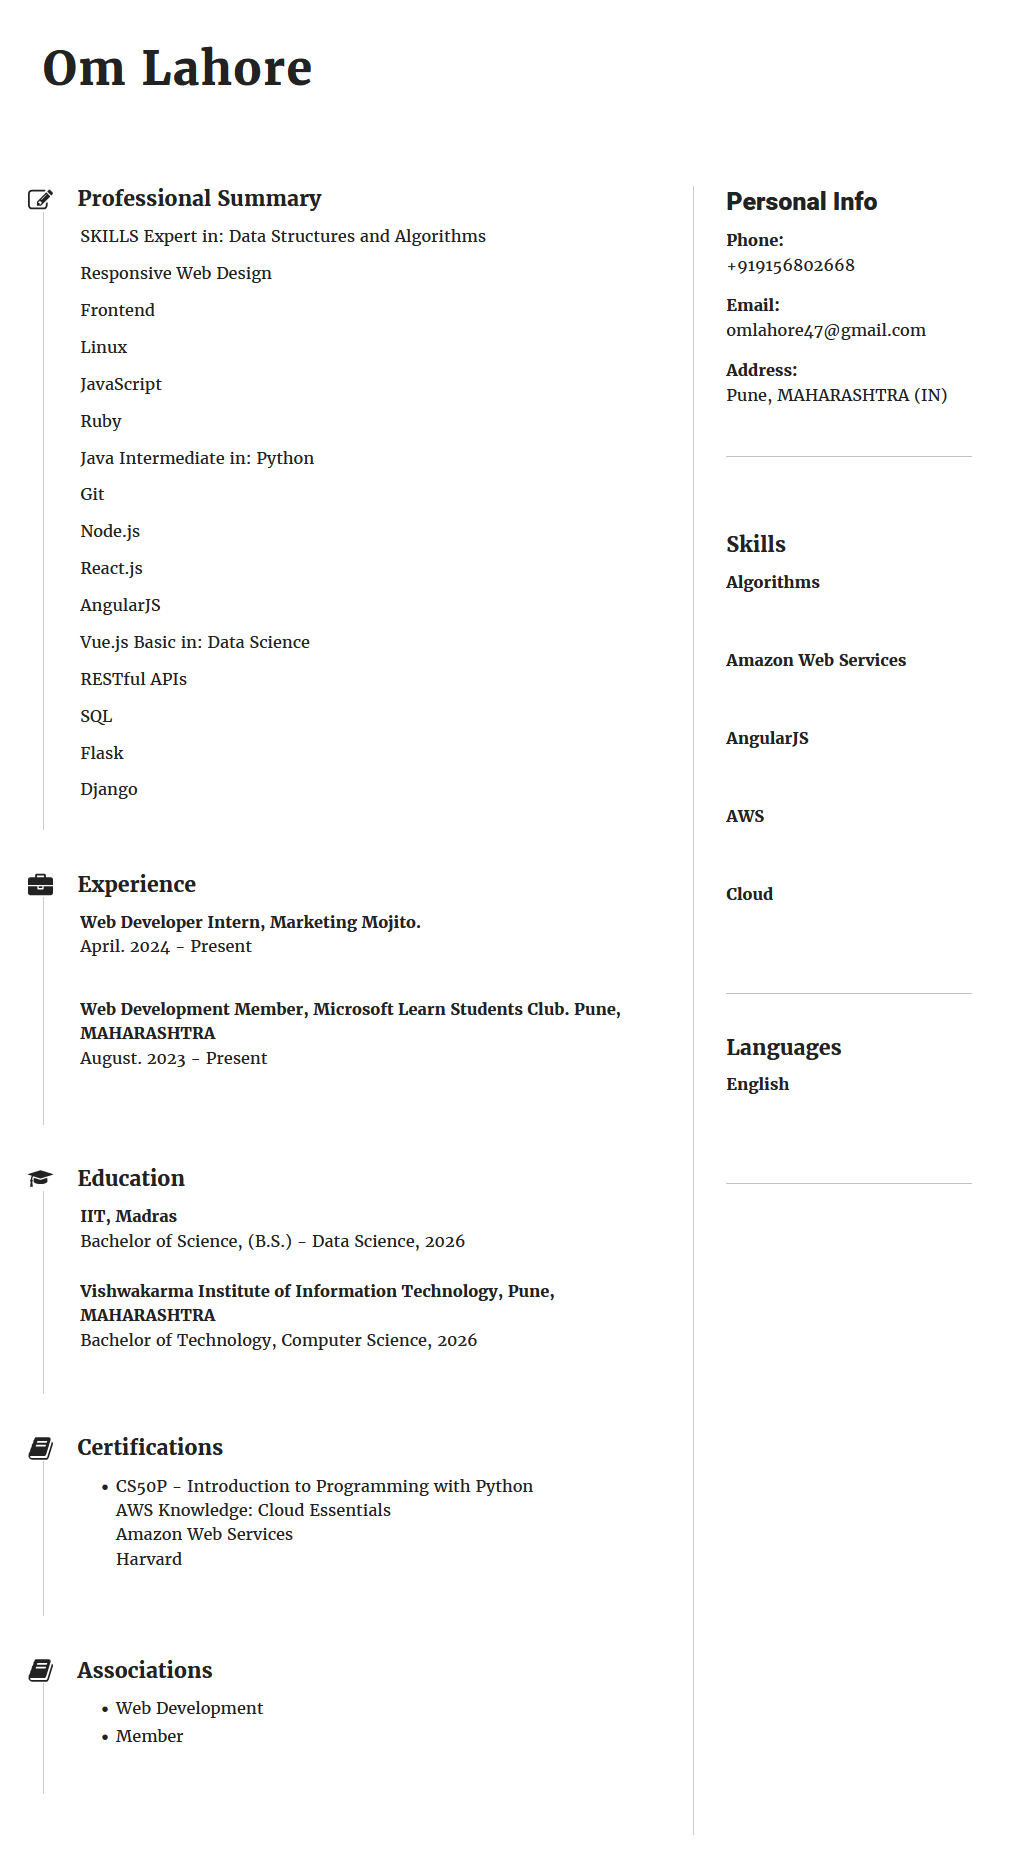 Om Lahore
Professional Summary
SKILLS Expert in: Data Structures and Algorithms
Responsive Web Design
Frontend
Linux
JavaScript
Ruby
Java Intermediate in: Python
Git
Node.js
React.js
AngularJS
Vue.js Basic in: Data Science
RESTful APIs
SQL
Flask
Django
Experience
Web Developer Intern, Marketing Mojito.
April. 2024 - Present
Web Development Member, Microsoft Learn Students Club. Pune,
MAHARASHTRA
August. 2023 - Present
Education
IIT, Madras
Bachelor of Science, (B.S.) - Data Science, 2026
Vishwakarma Institute of Information Technology, Pune,
MAHARASHTRA
Bachelor of Technology, Computer Science, 2026
Certifications
• CS50P - Introduction to Programming with Python
AWS Knowledge: Cloud Essentials
Amazon Web Services
Harvard
Associations
• Web Development
• Member
Personal Info
Phone:
+919156802668
Email:
omlahore47@gmail.com
Address:
Pune, MAHARASHTRA (IN)
Skills
Algorithms
Amazon Web Services
AngularJS
AWS
Cloud
Languages
English